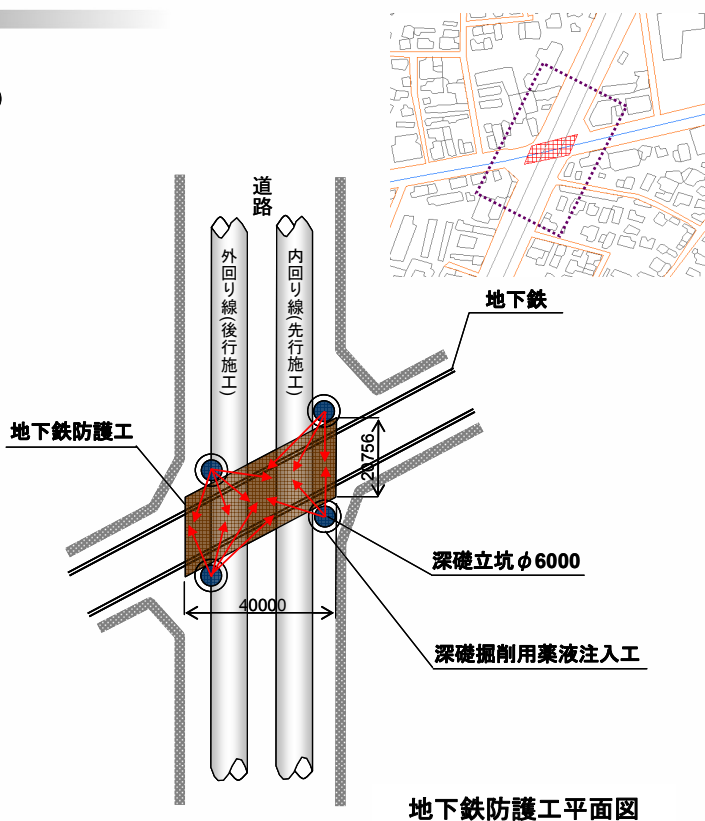 )
道路
外回り線(後行施工)
内回り線(先行施工)
地下鉄
地下鉄防護工
20756
深礎立坑φ6000
40000
深礎掘削用薬液注入工
地下鉄防護工平面図